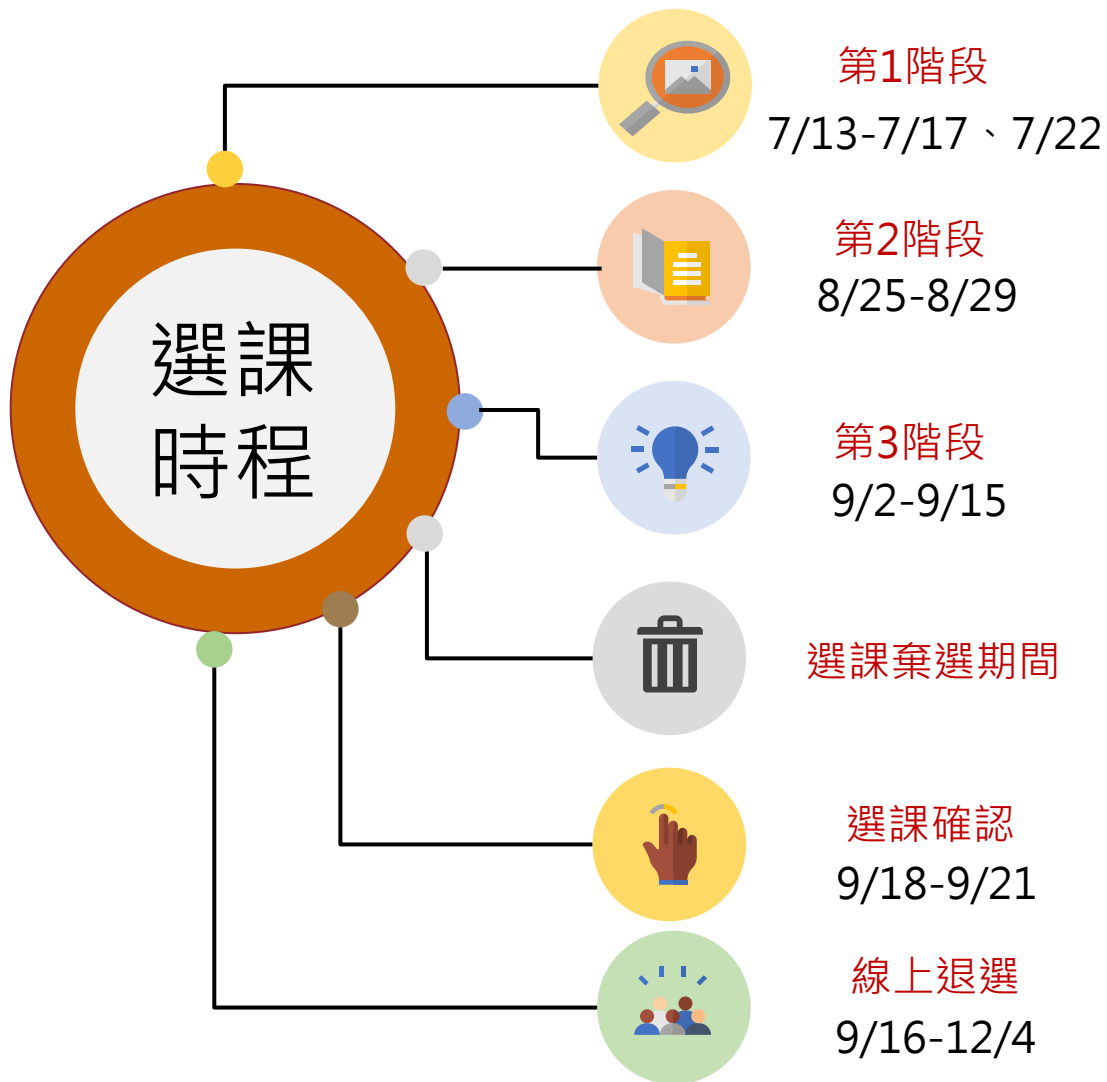 選課
時程
第1階段
7/13-7/17、7/22
第2階段
8/25-8/29
第3階段
9/2-9/15
選課棄選期間
選課確認
9/18-9/21
線上退選
9/16-12/4